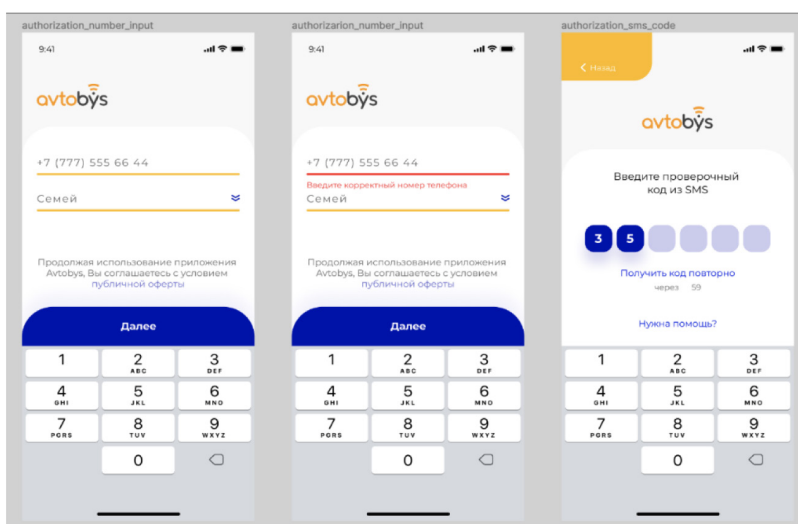 authorization_number_input
9:41
avtobýs
+7 (777) 555 66 44
Семей
Продолжая использование приложения
Avtobys, Вы соглашаетесь с условием
публичной оферты
Далее
1
2
ABC
3
DEF
4
GHI
5
JKL
6
MNO
7
PQRS
8
TUV
9
WXYZ
0
authorizarion_number_input
9:41
avtobýs
+7 (777) 555 66 44
Введите корректный номер телефона
Семей
Продолжая использование приложения
Avtobys, Вы соглашаетесь с условием
публичной оферты
Далее
1
2
ABC
3
DEF
4
GHI
5
JKL
6
MNO
7
PQRS
8
TUV
9
WXYZ
0
authorization_sms_code
Назад
avtobýs
Введите проверочный
код из SMS
3 5
Получить код повторно
через 59
Нужна помощь?
1
2
ABC
3
DEF
4
GHI
5
JKL
6
MNO
7
PQRS
8
TUV
9
WXYZ
0